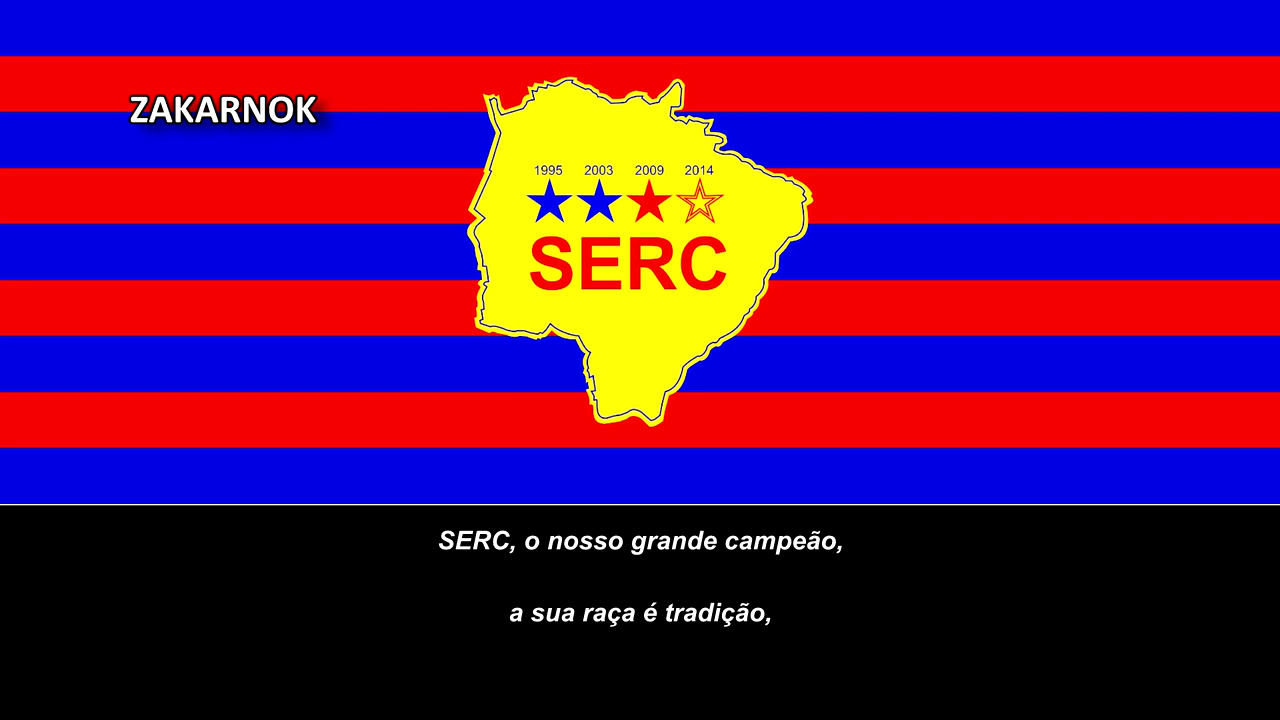 ZAKARNOK
1995 2003 2009 2014
SERC
SERC, o nosso grande campeão,
a sua raça é tradição,